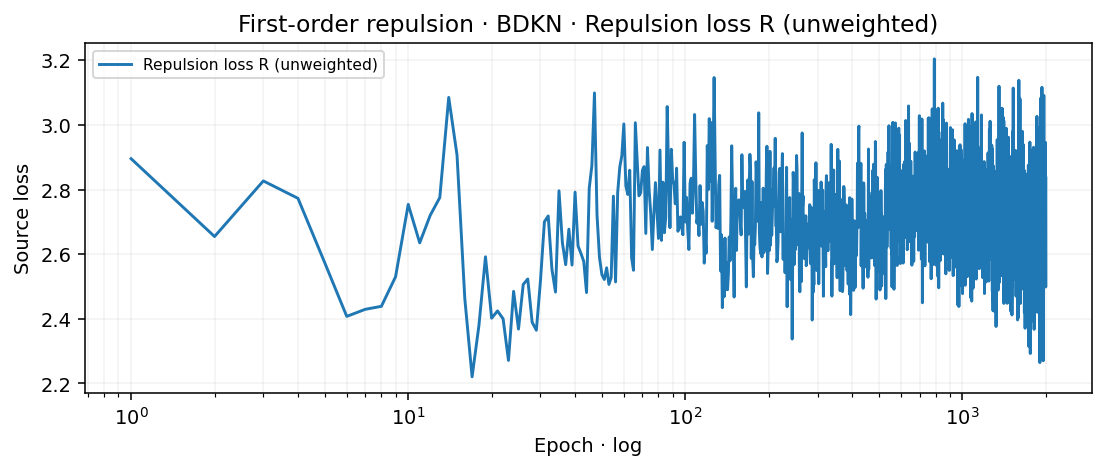 First-order repulsion · BDKN · Repulsion loss R (unweighted)
Repulsion loss R (unweighted)
Source loss
3.2
3.0
2.8
2.6
2.4
2.2
10⁰
10¹
10²
10³
Epoch · log